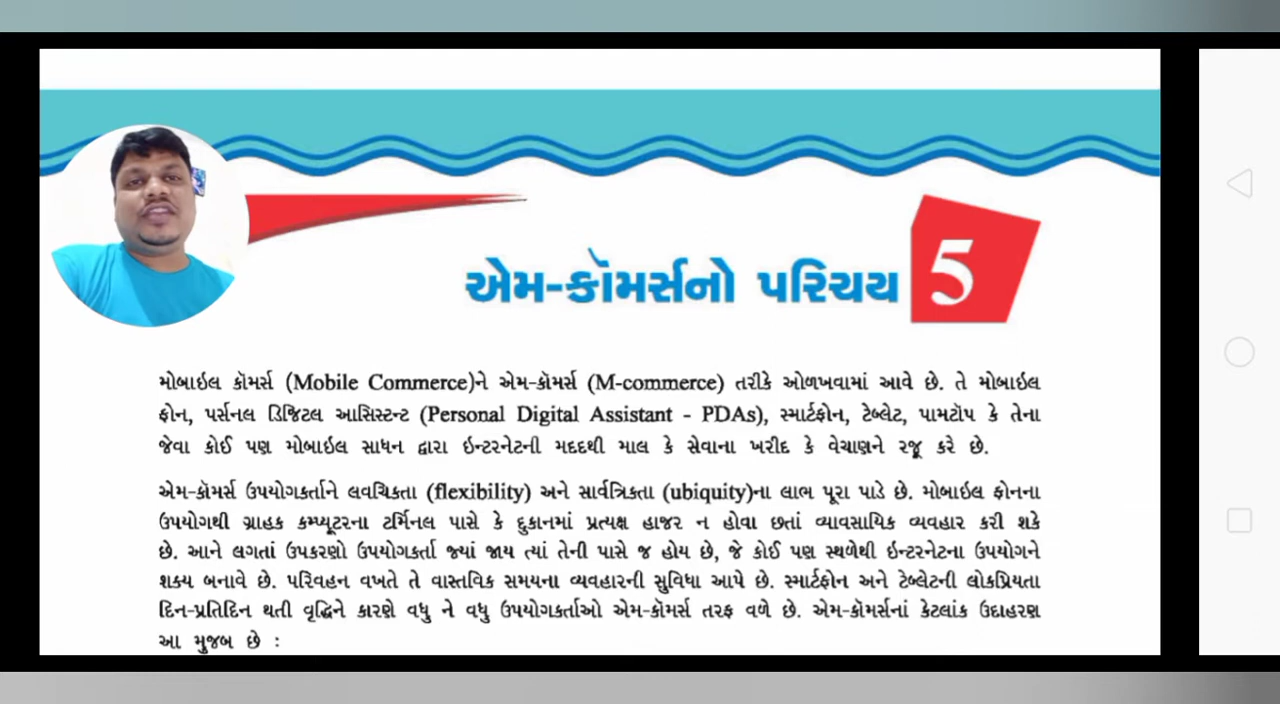 એમ-કૉમર્સનો પરિચય 5
મોબાઇલ કૉમર્સ (Mobile Commerce)ને એમ-કૉમર્સ (M-commerce) તરીકે ઓળખવામાં આવે છે. તે મોબાઇલ
ફોન, પર્સનલ ડિજિટલ આસિસ્ટન્ટ (Personal Digital Assistant - PDAs), સ્માર્ટફોન, ટેબ્લેટ, પામટૉપ કે તેના
જેવા કોઈ પણ મોબાઇલ સાધન દ્વારા ઇન્ટરનેટની મદદથી માલ કે સેવાના ખરીદ કે વેચાણને રજૂ કરે છે.
એમ-કૉમર્સ ઉપયોગકર્તાને લવચિકતા (flexibility) અને સાર્વત્રિકતા (ubiquity)ના લાભ પૂરા પાડે છે. મોબાઇલ ફોનના
ઉપયોગથી ગ્રાહક કમ્પ્યૂટરના ટર્મિનલ પાસે કે દુકાનમાં પ્રત્યક્ષ હાજર ન હોવા છતાં વ્યાવસાયિક વ્યવહાર કરી શકે
છે. આને લગતાં ઉપકરણો ઉપયોગકર્તા જ્યાં જાય ત્યાં તેની પાસે જ હોય છે, જે કોઈ પણ સ્થળેથી ઇન્ટરનેટના ઉપયોગને
શક્ય બનાવે છે. પરિવહન વખતે તે વાસ્તવિક સમયના વ્યવહારની સુવિધા આપે છે. સ્માર્ટફોન અને ટેબ્લેટની લોકપ્રિયતા
દિન-પ્રતિદિન થતી વૃદ્ધિને કારણે વધુ ને વધુ ઉપયોગકર્તાઓ એમ-કૉમર્સ તરફ વળે છે. એમ-કૉમર્સનાં કેટલાંક ઉદાહરણ
આ મુજબ છે :